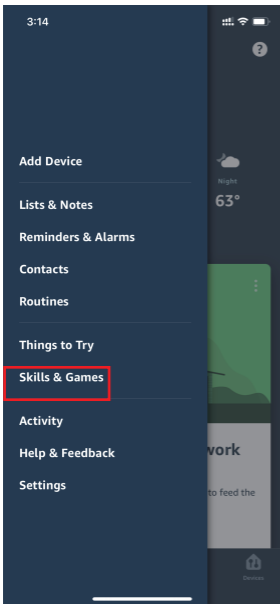 3:14
?
Add Device
Night
Lists & Notes
63°
Reminders & Alarms
Contacts
Routines
Things to Try
Skills & Games
Activity
work
Help & Feedback
Settings
to feed the
Devices